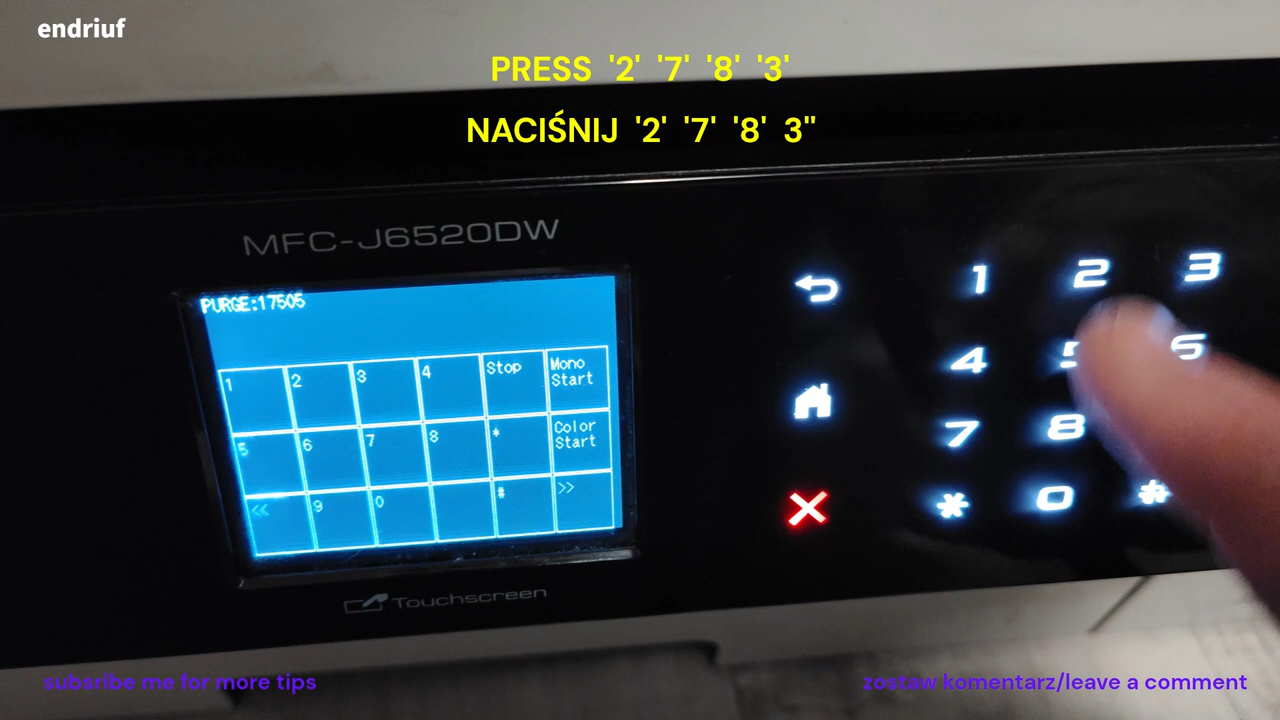 endriuf
PRESS '2' '7' '8' '3'
NACIŚNIJ '2' '7' '8' 3"
MFC-J6520DW
PURGE:17505
1 2 3 4 Stop Mono Start
5 6 7 8 * Color Start
<< 9 0 # >>
Touchscreen
1 2 3
4 5 6
7 8
* 0 #
subsribe me for more tips
zostaw komentarz/leave a comment